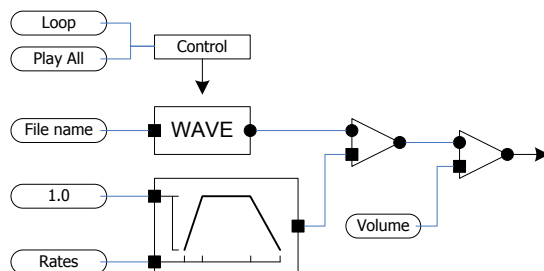 Loop
Play All
Control
File name
WAVE
1.0
Rates
Volume